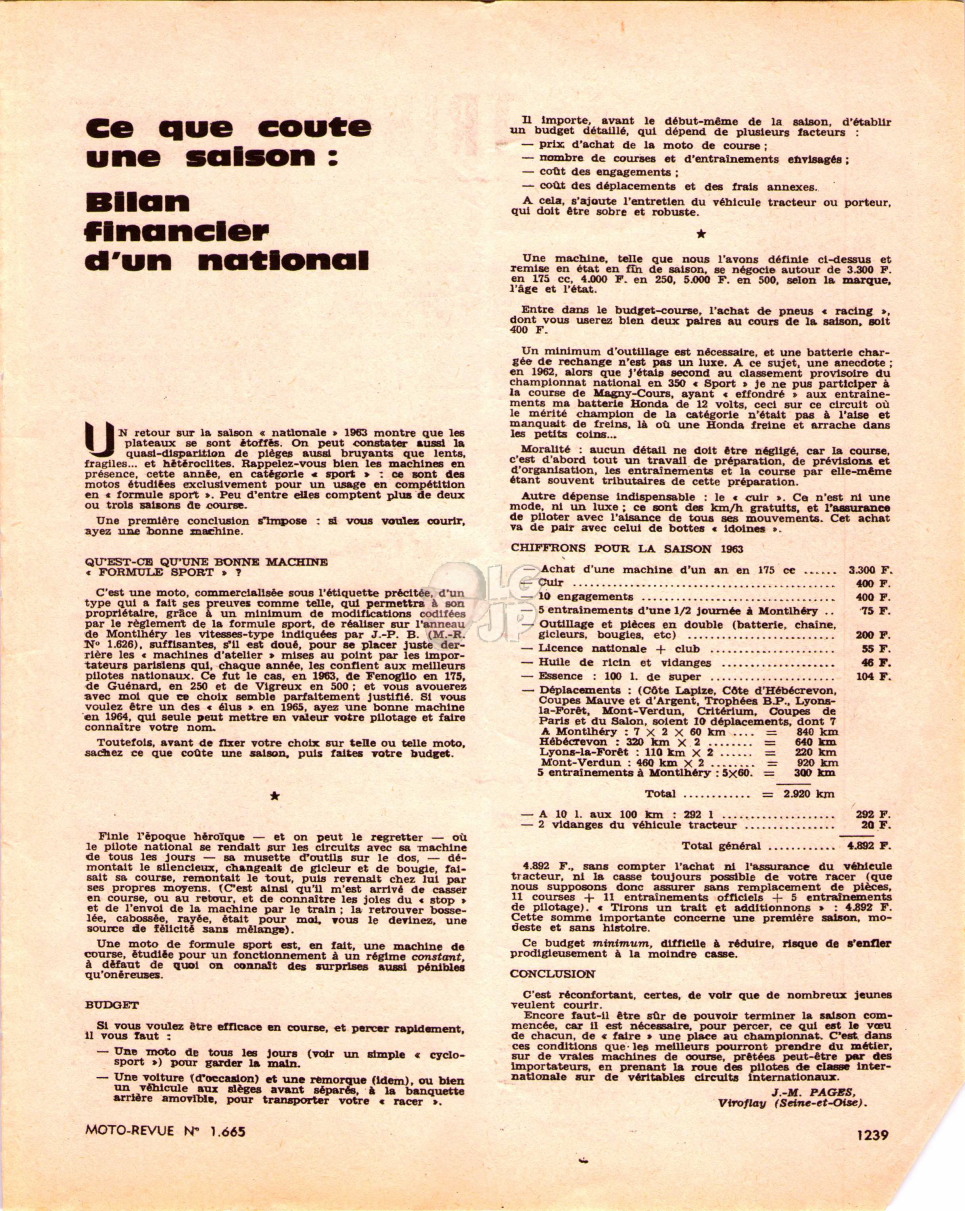 Ce que coute
une saison :
Bilan
financier
d'un national
UN retour sur la saison « nationale » 1963 montre que les
plateaux se sont étoffés. On peut constater aussi la
quasi-disparition de pièges aussi bruyants que lents,
fragiles... et hétéroclites. Rappelez-vous bien les machines en
présence, cette année, en catégorie « sport » : ce sont des
motos étudiées exclusivement pour un usage en compétition
en « formule sport ». Peu d'entre elles comptent plus de deux
ou trois saisons de course.
Une première conclusion s'impose : si vous voulez courir,
ayez une bonne machine.
QU'EST-CE QU'UNE BONNE MACHINE
« FORMULE SPORT » ?
C'est une moto, commercialisée sous l'étiquette précitée, d'un
type qui a fait ses preuves comme telle, qui permettra à son
propriétaire, grâce à un minimum de modifications codifiées
par le règlement de la formule sport, de réaliser sur l'anneau
de Montlhéry les vitesses-type indiquées par J.-P. B. (M.-R.
N° 1.626), suffisantes, s'il est doué, pour se placer juste der-
rière les « machines d'atelier » mises au point par les impor-
tateurs parisiens qui, chaque année, les confient aux meilleurs
pilotes nationaux. Ce fut le cas, en 1963, de Fenoglio en 175,
de Guénard, en 250 et de Vigreux en 500 ; et vous avouerez
avec moi que ce choix semble parfaitement justifié. Si vous
voulez être un des « élus » en 1965, ayez une bonne machine
en 1964, qui seule peut mettre en valeur votre pilotage et faire
connaître votre nom.
Toutefois, avant de fixer votre choix sur telle ou telle moto,
sachez ce que coûte une saison, puis faites votre budget.
★
Finie l'époque héroïque — et on peut le regretter — où
le pilote national se rendait sur les circuits avec sa machine
de tous les jours — sa musette d'outils sur le dos, — dé-
montait le silencieux, changeait de gicleur et de bougie, fai-
sait sa course, remontait le tout, puis revenait chez lui par
ses propres moyens. (C'est ainsi qu'il m'est arrivé de casser
en course, ou au retour, et de connaître les joies du « stop »
et de l'envoi de la machine par le train ; la retrouver bosse-
lée, cabossée, rayée, était pour moi, vous le devinez, une
source de félicité sans mélange).
Une moto de formule sport est, en fait, une machine de
course, étudiée pour un fonctionnement à un régime constant,
à défaut de quoi on connaît des surprises aussi pénibles
qu'onéreuses.
BUDGET
Si vous voulez être efficace en course, et percer rapidement,
il vous faut :
— Une moto de tous les jours (voir un simple « cyclo-
sport ») pour garder la main.
— Une voiture (d'occasion) et une remorque (idem), ou bien
un véhicule aux sièges avant séparés, à la banquette
arrière amovible, pour transporter votre « racer ».
MOTO-REVUE N° 1.665
Il importe, avant le début-même de la saison, d'établir
un budget détaillé, qui dépend de plusieurs facteurs :
— prix d'achat de la moto de course ;
— nombre de courses et d'entraînements envisagés ;
— coût des engagements ;
— coût des déplacements et des frais annexes.
A cela, s'ajoute l'entretien du véhicule tracteur ou porteur,
qui doit être sobre et robuste.
★
Une machine, telle que nous l'avons définie ci-dessus et
remise en état en fin de saison, se négocie autour de 3.300 F.
en 175 cc, 4.000 F. en 250, 5.000 F. en 500, selon la marque,
l'âge et l'état.
Entre dans le budget-course, l'achat de pneus « racing »,
dont vous userez bien deux paires au cours de la saison, soit
400 F.
Un minimum d'outillage est nécessaire, et une batterie char-
gée de rechange n'est pas un luxe. A ce sujet, une anecdote ;
en 1962, alors que j'étais second au classement provisoire du
championnat national en 350 « Sport » je ne pus participer à
la course de Magny-Cours, ayant « effondré » aux entraîne-
ments ma batterie Honda de 12 volts, ceci sur ce circuit où
le mérité champion de la catégorie n'était pas à l'aise et
manquait de freins, là où une Honda freine et arrache dans
les petits coins...
Moralité : aucun détail ne doit être négligé, car la course,
c'est d'abord tout un travail de préparation, de prévisions et
d'organisation, les entraînements et la course par elle-même
étant souvent tributaires de cette préparation.
Autre dépense indispensable : le « cuir ». Ce n'est ni une
mode, ni un luxe ; ce sont des km/h gratuits, et l'assurance
de piloter avec l'aisance de tous ses mouvements. Cet achat
va de pair avec celui de bottes « idoines ».
CHIFFRONS POUR LA SAISON 1963
— Achat d'une machine d'un an en 175 cc ...... 3.300 F.
— Cuir .................................... 400 F.
— 10 engagements .......................... 400 F.
— 5 entraînements d'une 1/2 journée à Montlhéry .. 75 F.
— Outillage et pièces en double (batterie, chaîne,
gicleurs, bougies, etc) ...................... 200 F.
— Licence nationale + club .................... 55 F.
— Huile de ricin et vidanges .................. 46 F.
— Essence : 100 l. de super .................... 104 F.
— Déplacements : (Côte Lapize, Côte d'Hébécrevon,
Coupes Mauve et d'Argent, Trophées B.P., Lyons-
la-Forêt, Mont-Verdun, Critérium, Coupes de
Paris et du Salon, soient 10 déplacements, dont 7
A Montlhéry : 7 × 2 × 60 km .... = 840 km
Hébécrevon : 320 km × 2 ........ = 640 km
Lyons-la-Forêt : 110 km × 2 ...... = 220 km
Mont-Verdun : 460 km × 2 ........ = 920 km
5 entraînements à Montlhéry : 5×60. = 300 km
Total ............ = 2.920 km
— A 10 l. aux 100 km : 292 l .................. 292 F.
— 2 vidanges du véhicule tracteur ................ 20 F.
Total général ............ 4.892 F.
4.892 F., sans compter l'achat ni l'assurance du véhicule
tracteur, ni la casse toujours possible de votre racer (que
nous supposons donc assurer sans remplacement de pièces,
11 courses + 11 entraînements officiels + 5 entraînements
de pilotage). « Tirons un trait et additionnons » : 4.892 F.
Cette somme importante concerne une première saison, mo-
deste et sans histoire.
Ce budget minimum, difficile à réduire, risque de s'enfler
prodigieusement à la moindre casse.
CONCLUSION
C'est réconfortant, certes, de voir que de nombreux jeunes
veulent courir.
Encore faut-il être sûr de pouvoir terminer la saison com-
mencée, car il est nécessaire, pour percer, ce qui est le vœu
de chacun, de « faire » une place au championnat. C'est dans
ces conditions que les meilleurs pourront prendre du métier,
sur de vraies machines de course, prêtées peut-être par des
importateurs, en prenant la roue des pilotes de classe inter-
nationale sur de véritables circuits internationaux.
J.-M. PAGES,
Viroflay (Seine-et-Oise).
1239
LG
JP